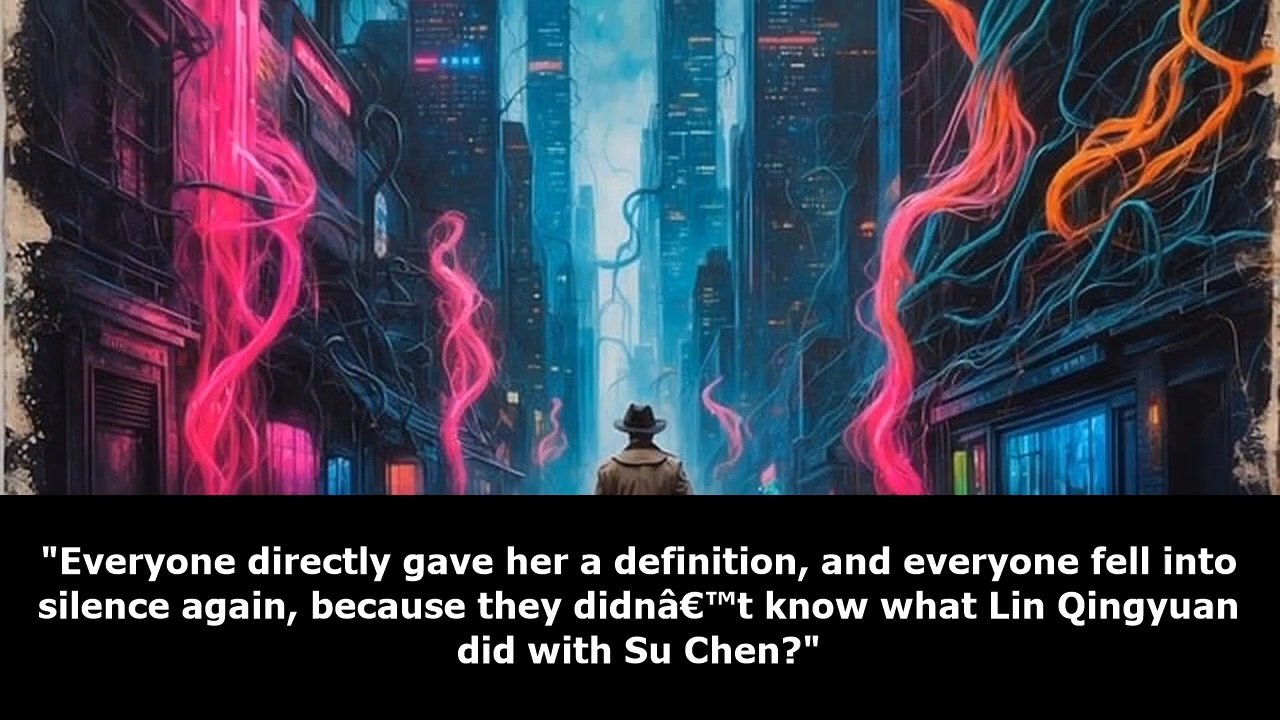 "Everyone directly gave her a definition, and everyone fell into
silence again, because they didnâ€™t know what Lin Qingyuan
did with Su Chen?"